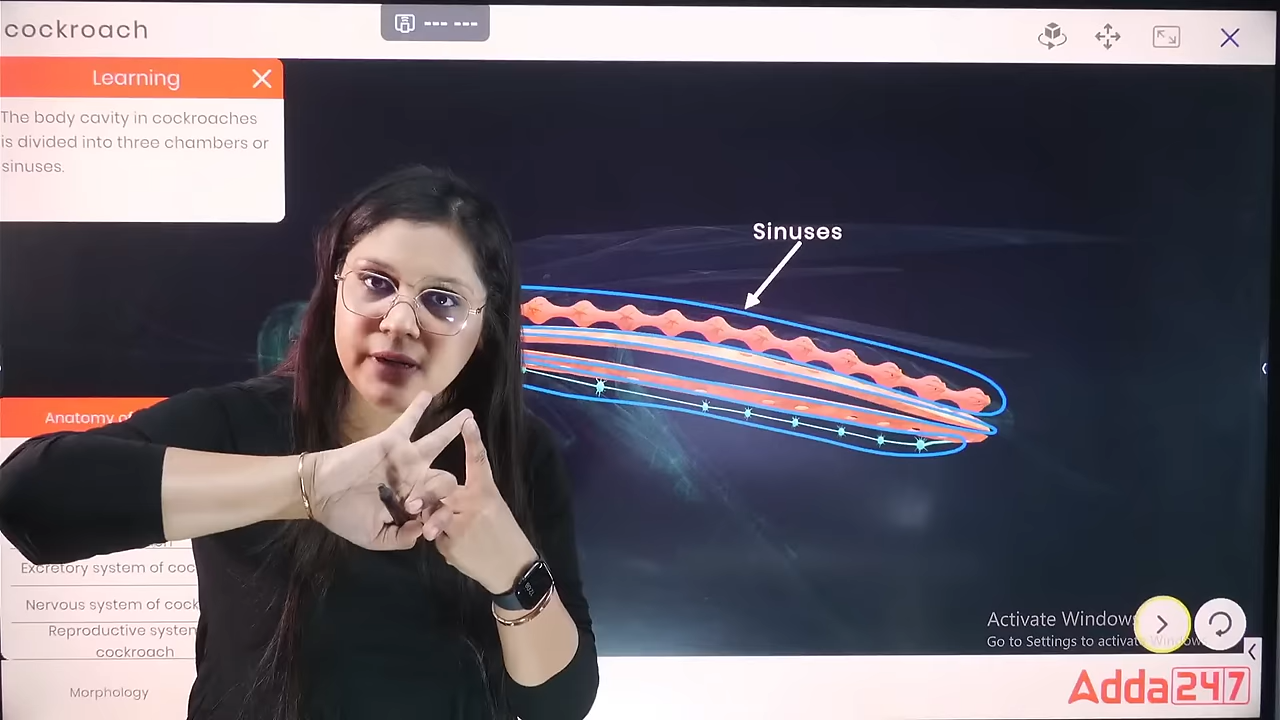 cockroach
Learning
The body cavity in cockroaches
is divided into three chambers or
sinuses.
Sinuses
Anatomy of
Excretory system of coc
Nervous system of cock
Reproductive system
cockroach
Morphology
Activate Windows
Go to Settings to activate Windows
Adda247